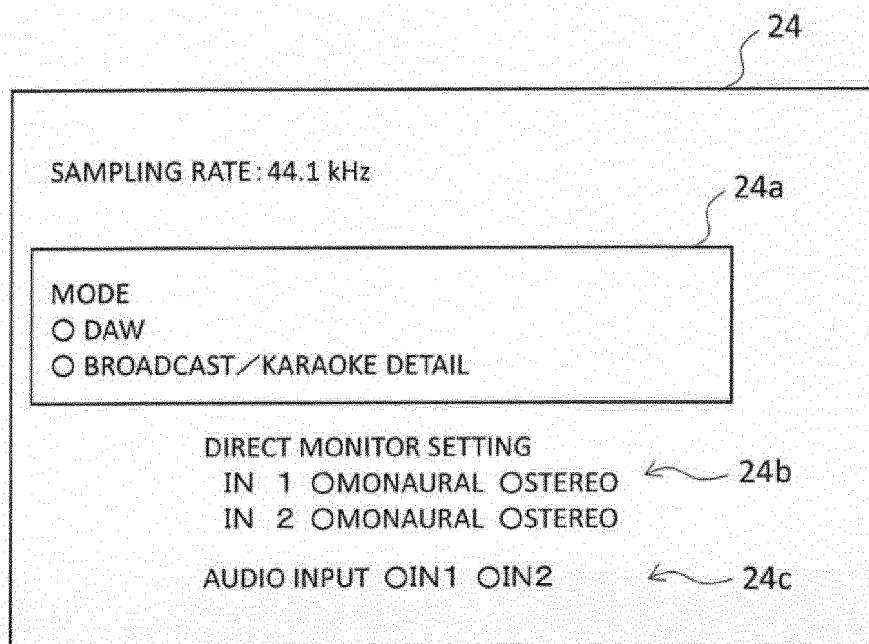 24
SAMPLING RATE: 44.1 kHz
24a
MODE
○ DAW
○ BROADCAST／KARAOKE DETAIL
DIRECT MONITOR SETTING
IN 1 ○MONAURAL ○STEREO
24b
IN 2 ○MONAURAL ○STEREO
AUDIO INPUT ○IN1 ○IN2
24c